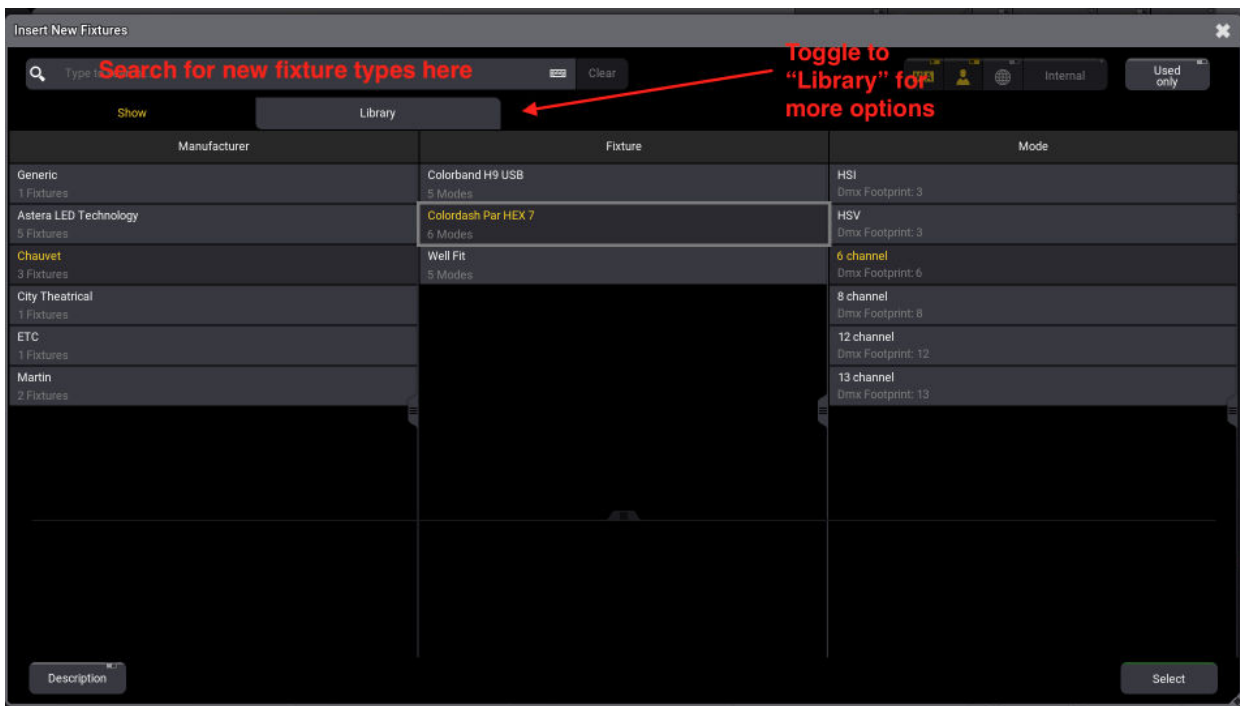 Insert New Fixtures
Type t
Search for new fixture types here
Clear
Toggle to
“Library” for
more options
Internal
Used
only
Show
Library
Manufacturer
Fixture
Mode
Generic
1 Fixtures
Astera LED Technology
5 Fixtures
Chauvet
3 Fixtures
City Theatrical
1 Fixtures
ETC
1 Fixtures
Martin
2 Fixtures
Colorband H9 USB
5 Modes
Colordash Par HEX 7
6 Modes
Well Fit
5 Modes
HSI
Dmx Footprint: 3
HSV
Dmx Footprint: 3
6 channel
Dmx Footprint: 6
8 channel
Dmx Footprint: 8
12 channel
Dmx Footprint: 12
13 channel
Dmx Footprint: 13
Description
Select